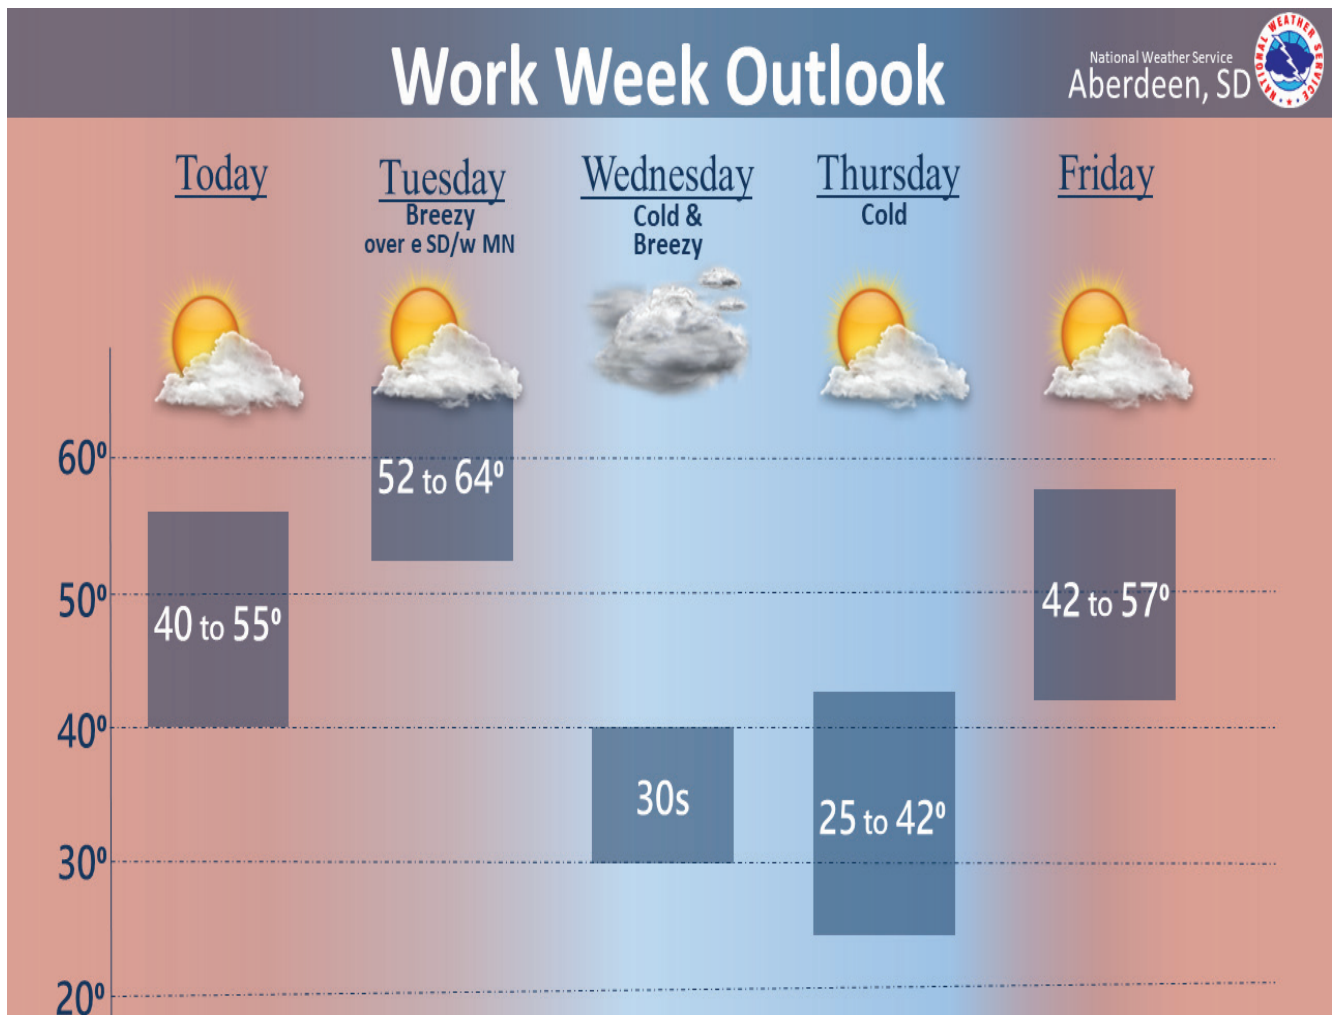 Work Week Outlook
National Weather Service
Aberdeen, SD
NATIONAL WEATHER SERVICE
Today
Tuesday
Breezy
over e SD/w MN
Wednesday
Cold &
Breezy
Thursday
Cold
Friday
60⁰
50⁰
40⁰
30⁰
20⁰
40 to 55⁰
52 to 64⁰
30s
25 to 42⁰
42 to 57⁰